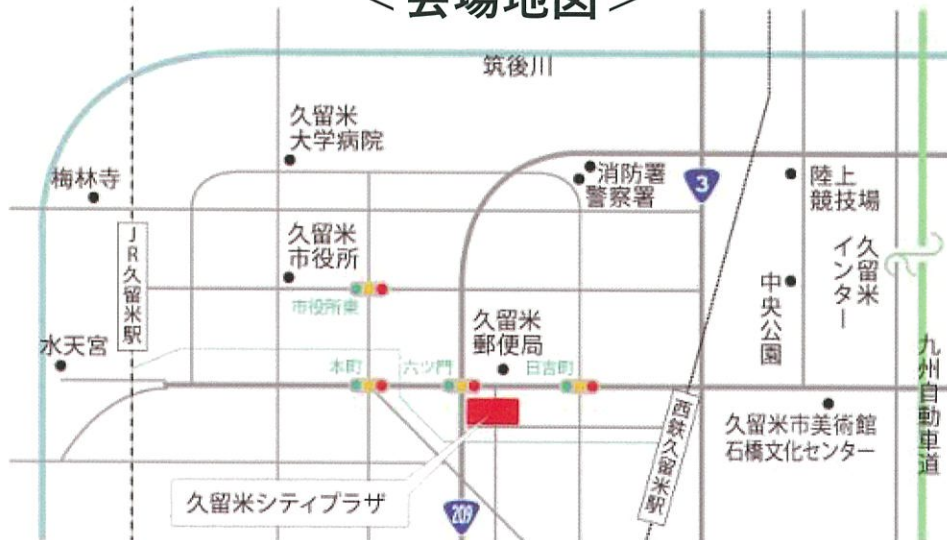 ＜会場地図＞
筑後川
久留米
大学病院
消防署
警察署
3
陸上
競技場
梅林寺
JR久留米駅
久留米
市役所
市役所東
久留米
インター
中央公園
久留米
郵便局
水天宮
本町
六ツ門
日吉町
九州自動車道
西鉄久留米駅
久留米市美術館
石橋文化センター
久留米シティプラザ
209